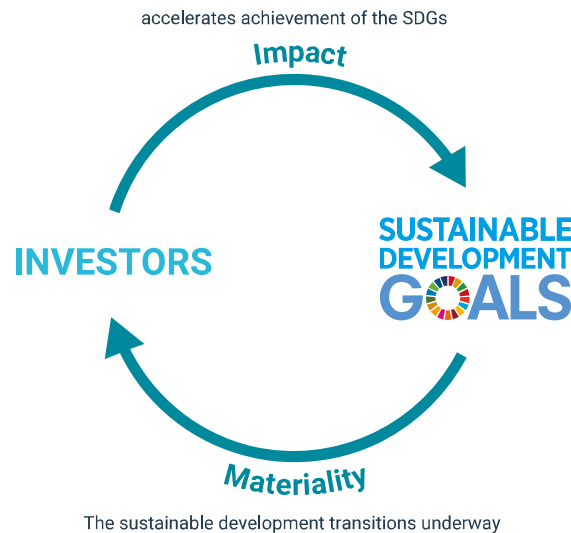 accelerates achievement of the SDGs
Impact
INVESTORS
SUSTAINABLE
DEVELOPMENT
GOALS
Materiality
The sustainable development transitions underway